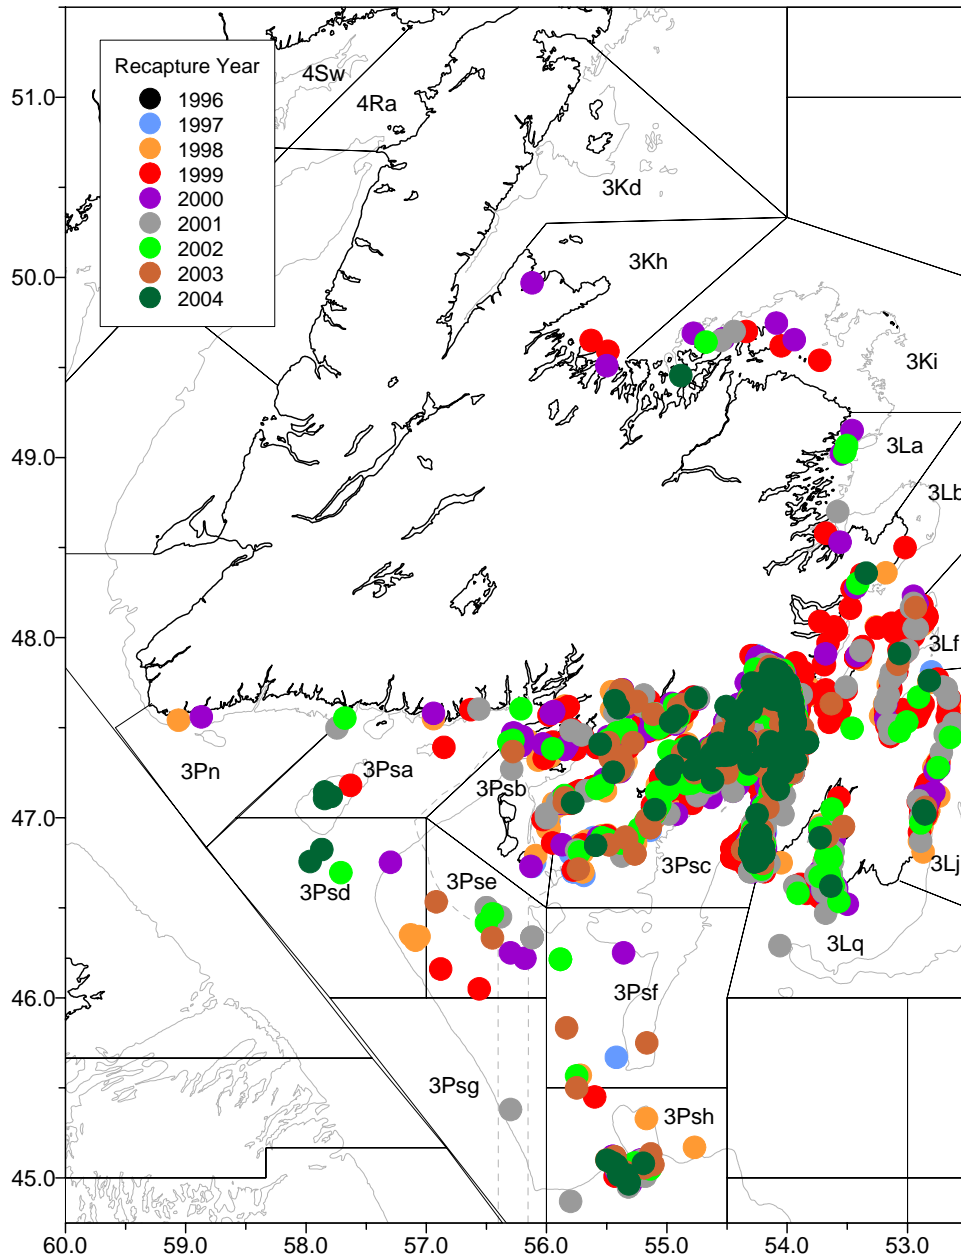 Recapture Year
1996
1997
1998
1999
2000
2001
2002
2003
2004
4Sw
4Ra
3Kd
3Kh
3Ki
3La
3Lb
3Lf
3Pn
3Psa
3Psb
3Psc
3Lj
3Psd
3Pse
3Lq
3Psf
3Psg
3Psh
51.0
50.0
49.0
48.0
47.0
46.0
45.0
60.0 59.0 58.0 57.0 56.0 55.0 54.0 53.0